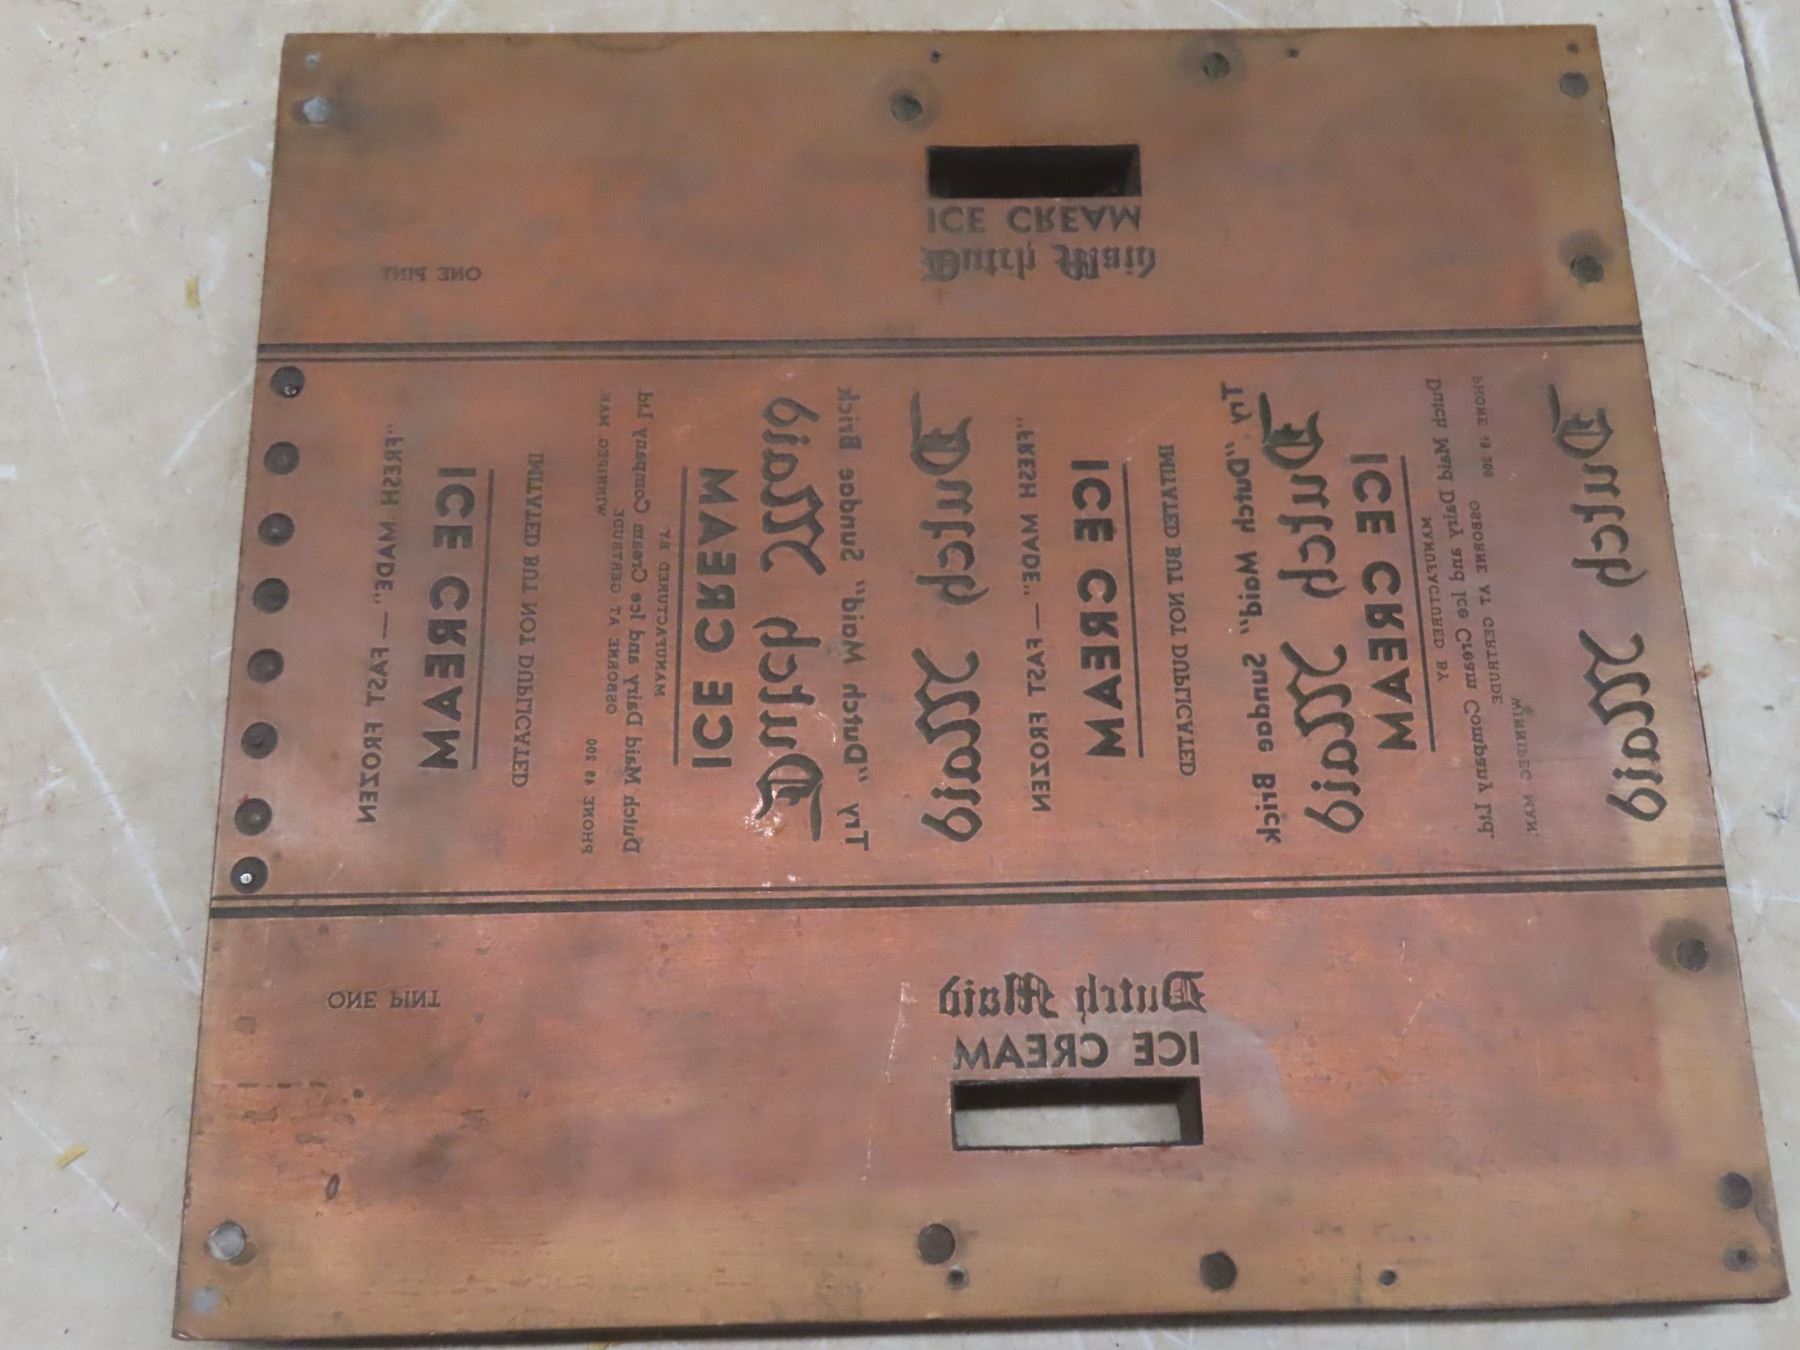 ICE CREAM
Dutch Maid
ONE PINT
"FRESH MADE" — FAST FROZEN
ICE CREAM
IMITATED BUT NOT DUPLICATED
PHONE 49 200
OSBORNE AT GERTRUDE
WINNIPEG MAN.
Dutch Maid Dairy and Ice Cream Company Ltd.
MANUFACTURED BY
ICE CREAM
Dutch Maid
Try "Dutch Maid" Sundae Brick
Dutch Maid
"FRESH MADE" — FAST FROZEN
ICE CREAM
IMITATED BUT NOT DUPLICATED
Try "Dutch Maid" Sundae Brick
Dutch Maid
ICE CREAM
MANUFACTURED BY
Dutch Maid Dairy and Ice Cream Company Ltd.
PHONE 49 200
OSBORNE AT GERTRUDE
WINNIPEG MAN.
Dutch Maid
ONE PINT
Dutch Maid
ICE CREAM